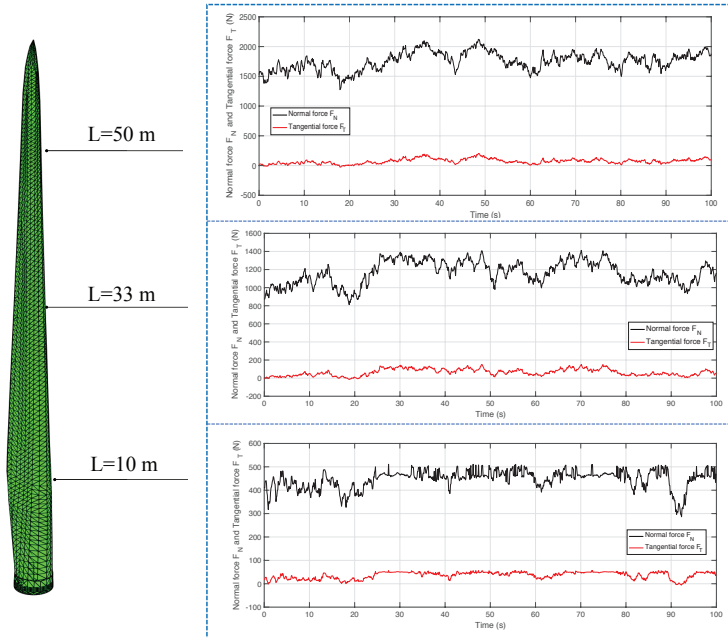 L=50 m
L=33 m
L=10 m
Normal force F_N and Tangential force F_T (N)
2500
2000
1500
1000
500
0
-500
Normal force F_N
Tangential force F_T
0 10 20 30 40 50 60 70 80 90 100
Time (s)
Normal force F_N and Tangential force F_T (N)
1600
1400
1200
1000
800
600
400
200
0
-200
Normal force F_N
Tangential force F_T
0 10 20 30 40 50 60 70 80 90 100
Time (s)
Normal force F_N and Tangential force F_T (N)
600
500
400
300
200
100
0
-100
Normal force F_N
Tangential force F_T
0 10 20 30 40 50 60 70 80 90 100
Time (s)